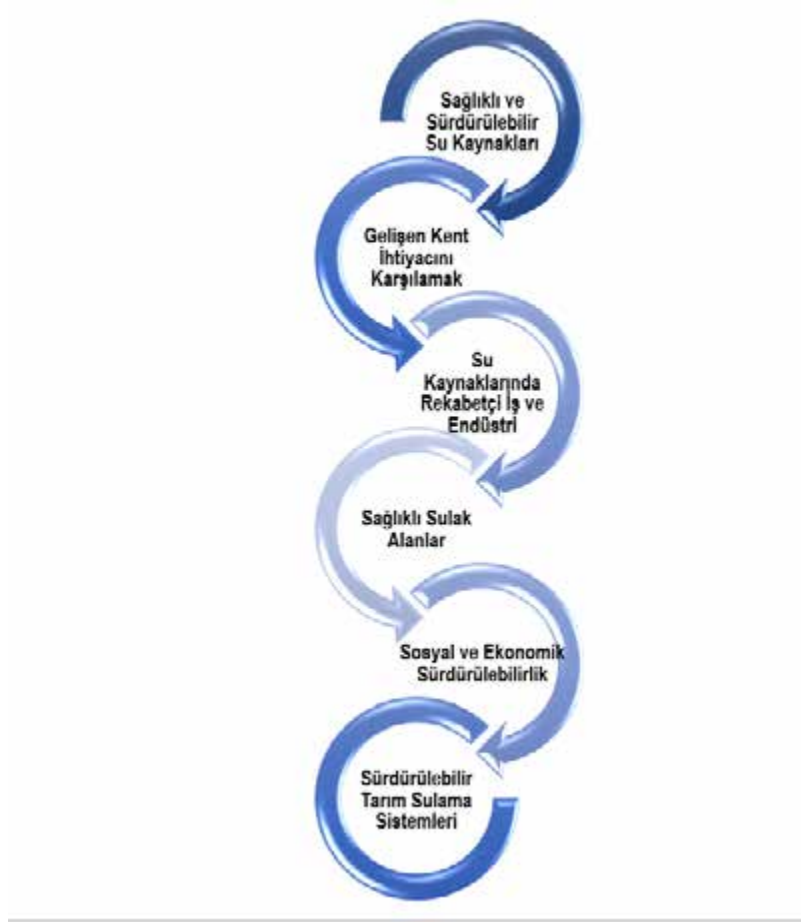 Sağlıklı ve
Sürdürülebilir
Su Kaynakları
Gelişen Kent
İhtiyacını
Karşılamak
Su
Kaynaklarında
Rekabetçi İş ve
Endüstri
Sağlıklı Sulak
Alanlar
Sosyal ve Ekonomik
Sürdürülebilirlik
Sürdürülebilir
Tarım Sulama
Sistemleri